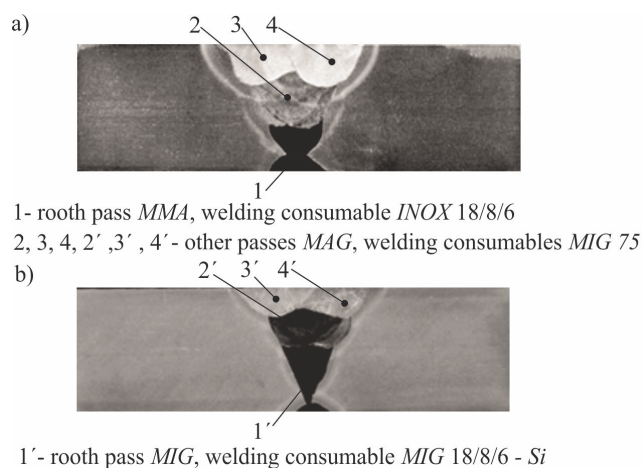 a)
2 3 4
1
1- rooth pass MMA, welding consumable INOX 18/8/6
2, 3, 4, 2´ ,3´ , 4´- other passes MAG, welding consumables MIG 75
b)
2´ 3´ 4´
1´
1´- rooth pass MIG, welding consumable MIG 18/8/6 - Si